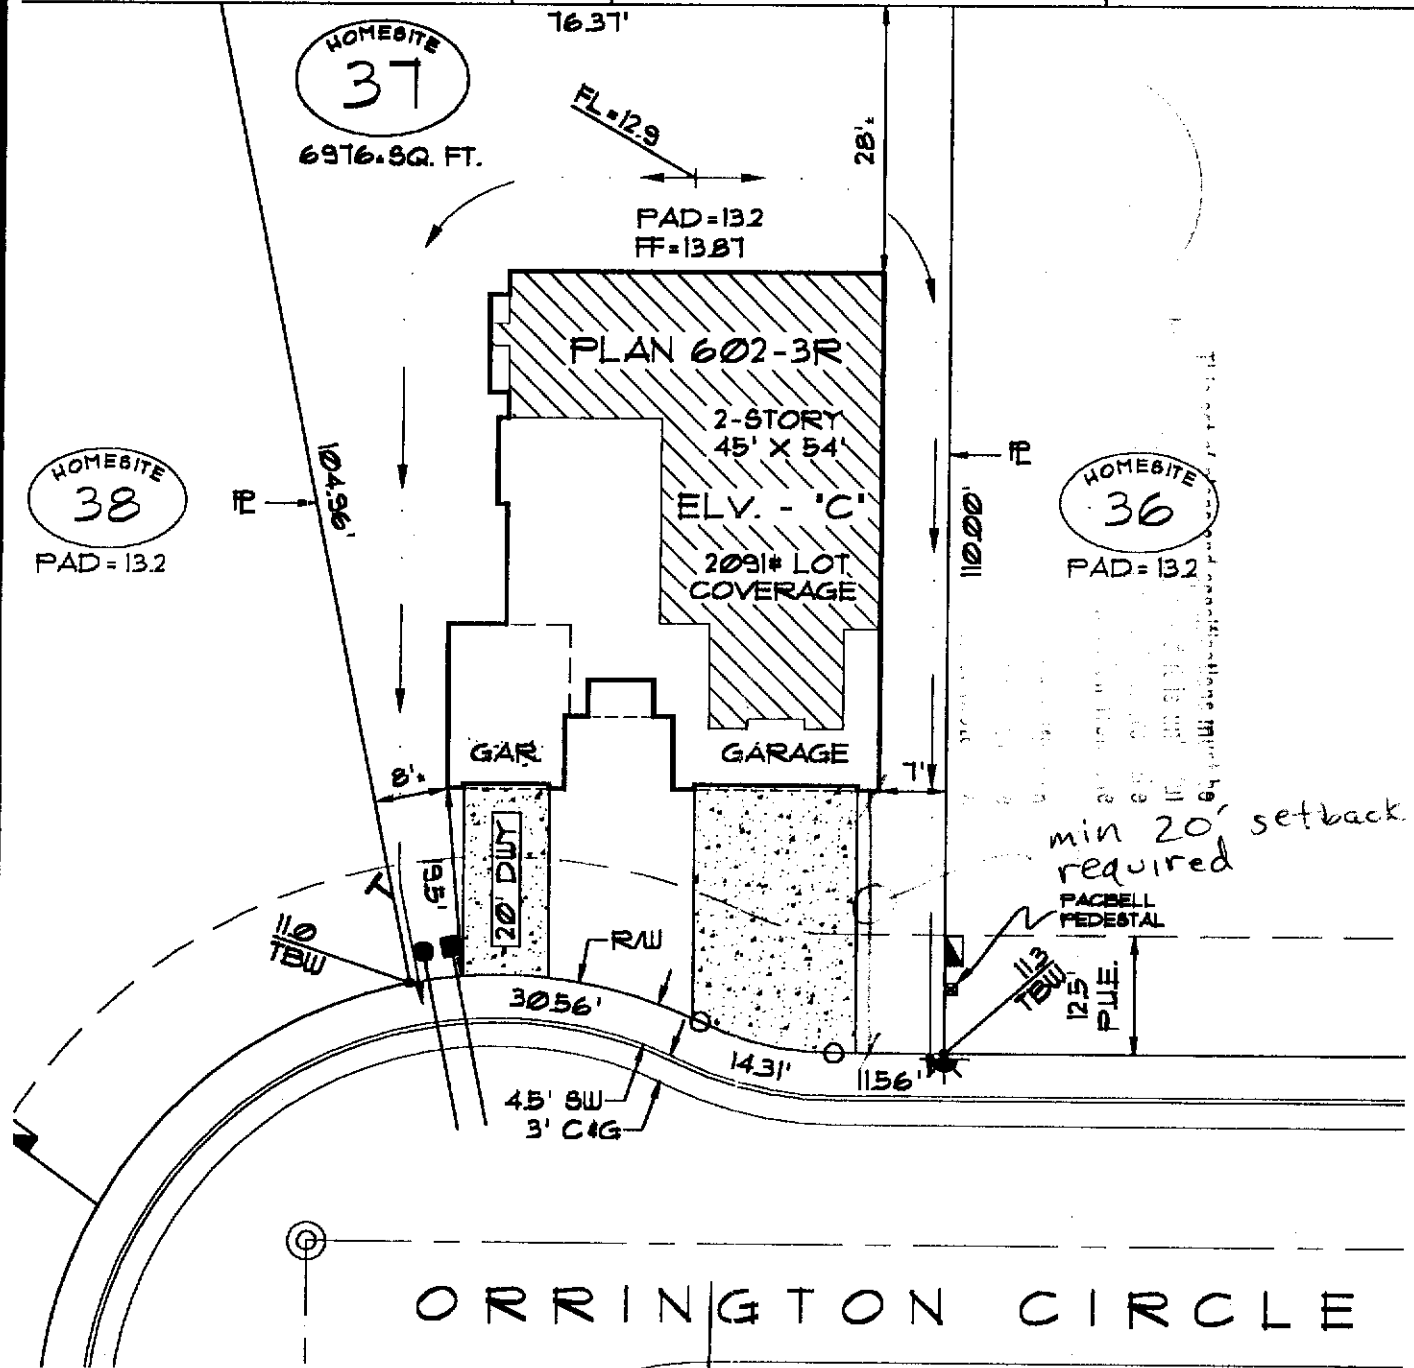 76.37'
HOMESITE
37
6976± SQ. FT.
FL=12.9
28'±
PAD=13.2
FF=13.87
PLAN 602-3R
2-STORY
45' X 54'
ELV. - 'C'
2091# LOT
COVERAGE
104.96'
HOMESITE
38
PAD=13.2
PL
PL
110.00'
HOMESITE
36
PAD=13.2
GAR.
GARAGE
8'±
7'
min 20' setback
required
PACBELL
PEDESTAL
19.5'
20' DWY
T
11.0
TBW
R/W
11.3
TBW
12.5'
P.U.E.
30.56'
14.31'
11.56'
4.5' SW
3' C&G
ORRINGTON CIRCLE